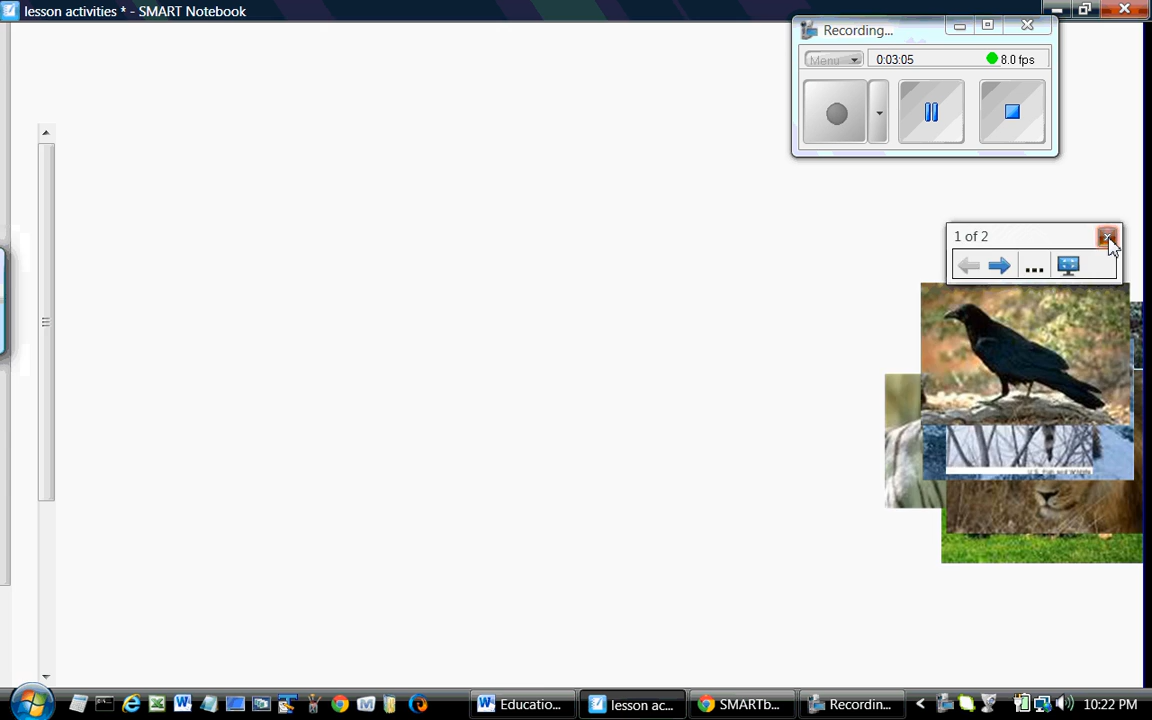 lesson activities * - SMART Notebook
Recording...
Menu
0:03:05
8.0 fps
1 of 2
...
Educatio...
lesson ac...
SMARTb...
Recordin...
10:22 PM